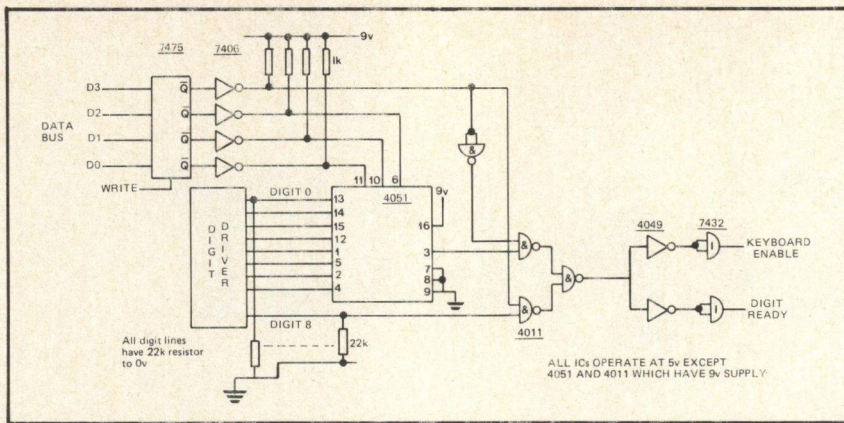 7475
7406
9v
1k
D3
D2
D1
D0
DATA
BUS
WRITE
Q
Q
Q
Q
DIGIT 0
11
10
6
4051
9v
13
14
15
12
1
5
2
4
16
3
7
8
9
DIGIT
DRIVER
DIGIT 8
22k
All digit lines
have 22k resistor
to 0v
&
&
&
&
4011
4049
7432
I
I
KEYBOARD
ENABLE
DIGIT
READY
ALL ICs OPERATE AT 5v EXCEPT
4051 AND 4011 WHICH HAVE 9v SUPPLY